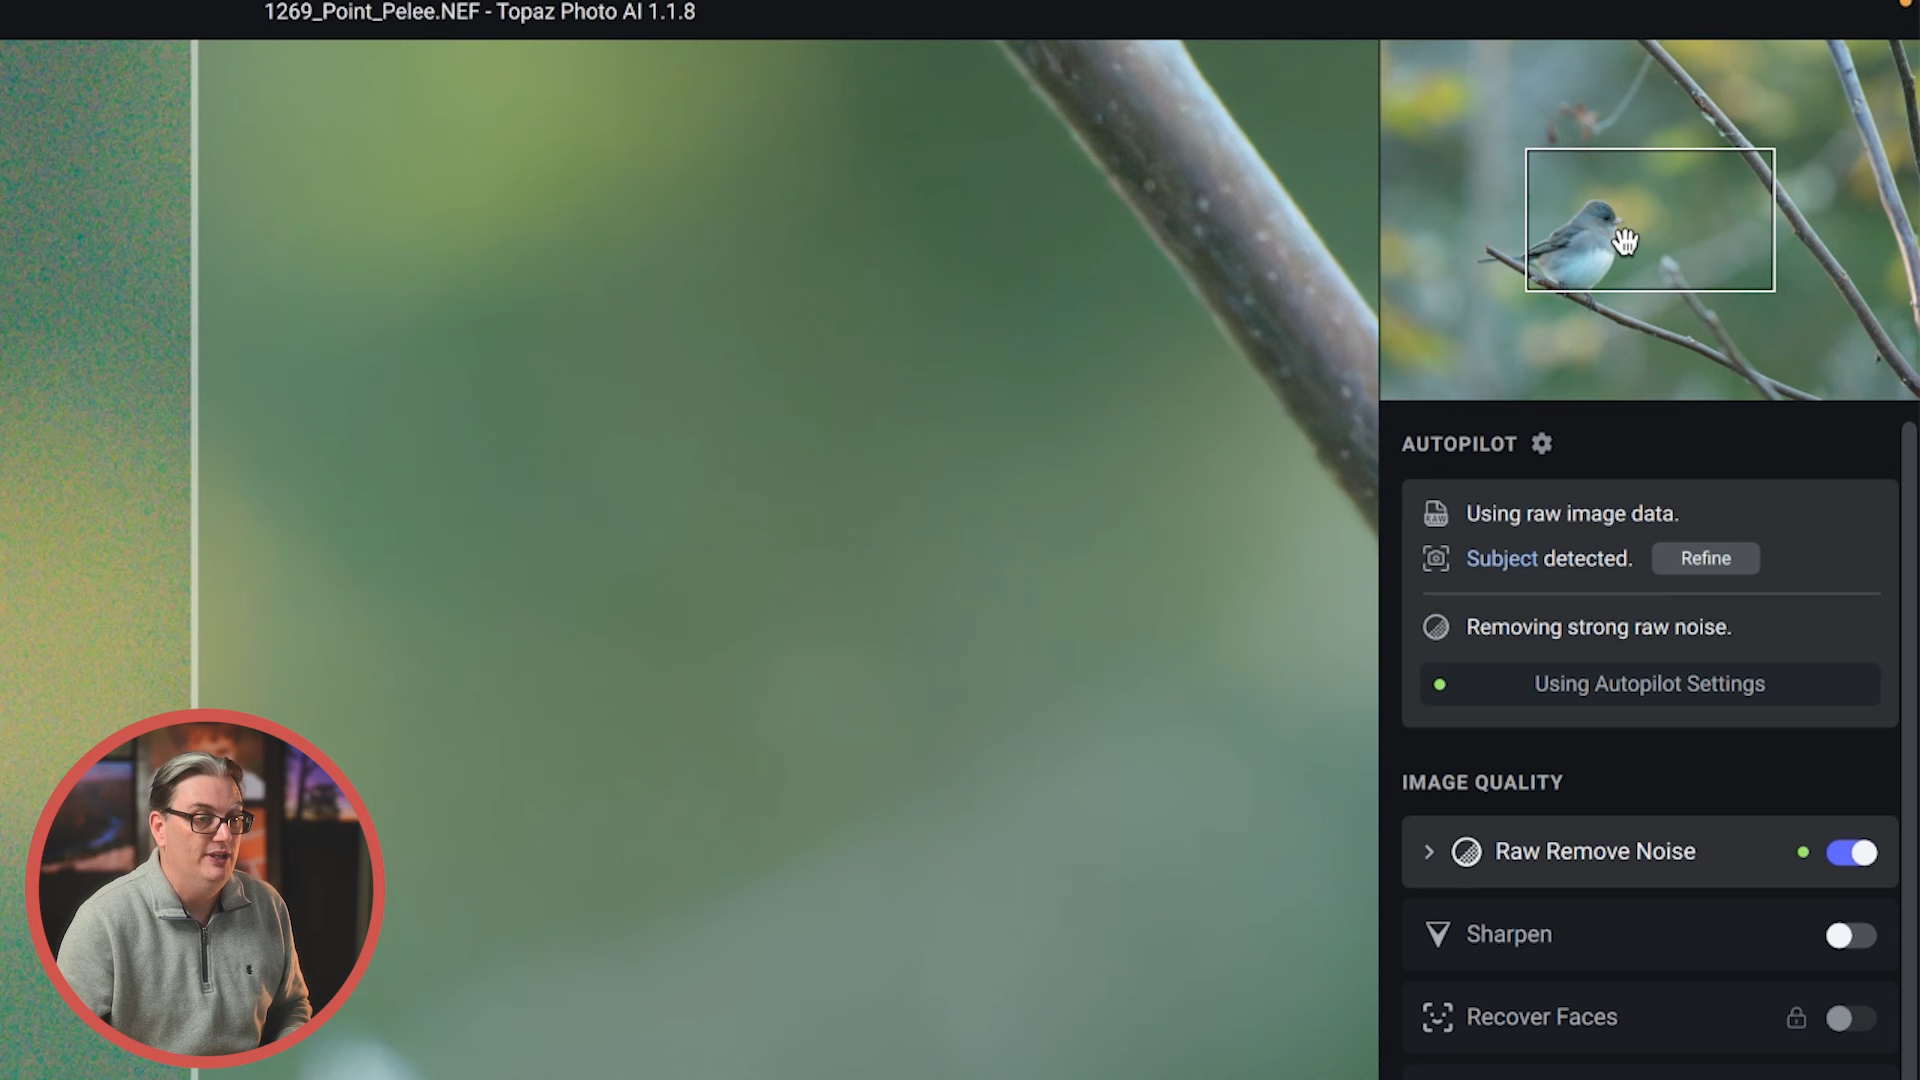 1269_Point_Pelee.NEF - Topaz Photo AI 1.1.8
AUTOPILOT
RAW
Using raw image data.
Subject detected.
Refine
Removing strong raw noise.
Using Autopilot Settings
IMAGE QUALITY
Raw Remove Noise
Sharpen
Recover Faces